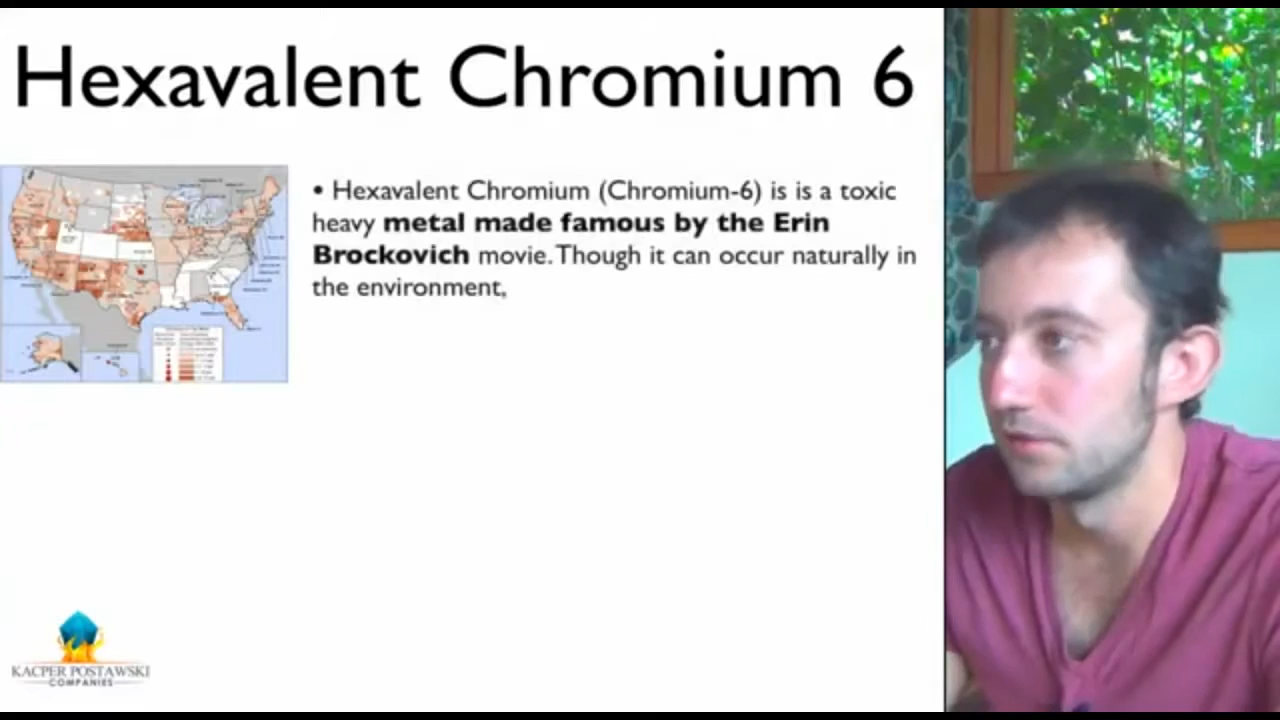 Hexavalent Chromium 6
• Hexavalent Chromium (Chromium-6) is is a toxic
heavy metal made famous by the Erin
Brockovich movie. Though it can occur naturally in
the environment,
KACPER POSTAWSKI
COMPANIES